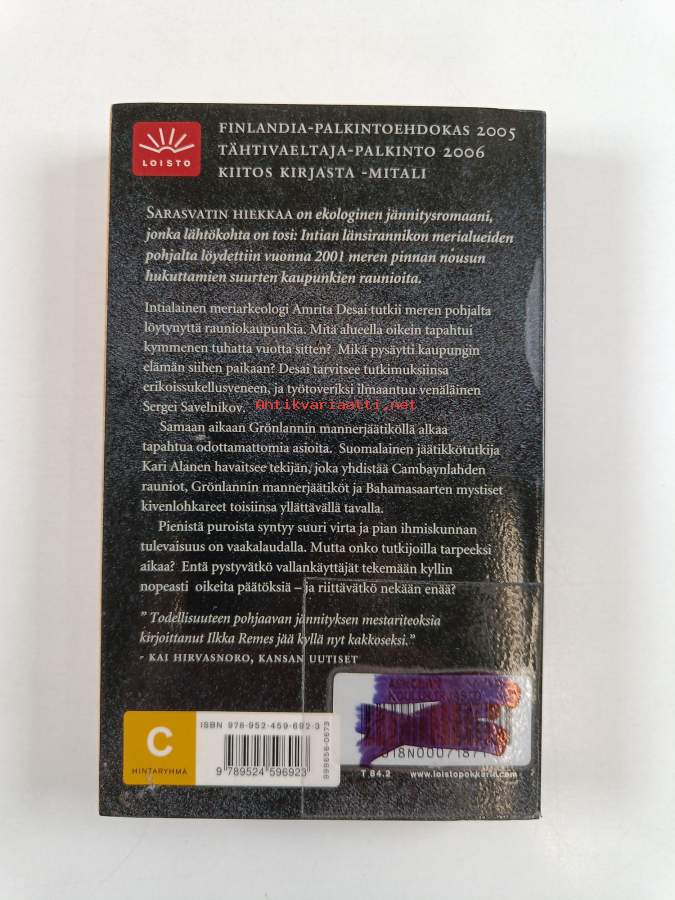 LOISTO
FINLANDIA-PALKINTOEHDOKAS 2005
TÄHTIVAELTAJA-PALKINTO 2006
KIITOS KIRJASTA -MITALI
SARASVATIN HIEKKAA on ekologinen jännitysromaani,
jonka lähtökohta on tosi: Intian länsirannikon merialueiden
pohjalta löydettiin vuonna 2001 meren pinnan nousun
hukuttamien suurten kaupunkien raunioita.
Intialainen meriarkeologi Amrita Desai tutkii meren pohjalta
löytynyttä rauniokaupunkia. Mitä alueella oikein tapahtui
kymmenen tuhatta vuotta sitten? Mikä pysäytti kaupungin
elämän siihen paikaan? Desai tarvitsee tutkimuksiinsa
erikoissukellusveneen, ja työtoveriksi ilmaantuu venäläinen
Sergei Savelnikov.
Antikvariaatti.net
Samaan aikaan Grönlannin mannerjäätiköllä alkaa
tapahtua odottamattomia asioita. Suomalainen jäätikkötutkija
Kari Alanen havaitsee tekijän, joka yhdistää Cambaynlahden
rauniot, Grönlannin mannerjäätiköt ja Bahamasaarten mystiset
kivenlohkareet toisiinsa yllättävällä tavalla.
Pienistä puroista syntyy suuri virta ja pian ihmiskunnan
tulevaisuus on vaakalaudalla. Mutta onko tutkijoilla tarpeeksi
aikaa? Entä pystyvätkö vallankäyttäjät tekemään kyllin
nopeasti oikeita päätöksiä – ja riittävätkö nekään enää?
" Todellisuuteen pohjaavan jännityksen mestariteoksia
kirjoittanut Ilkka Remes jää kyllä nyt kakkoseksi."
- KAI HIRVASNORO, KANSAN UUTISET
C
HINTARYHMÄ
ISBN 978-952-459-692-3
9 789524 596923
999656-0673
T 84.2
www.loistopokkarit.com